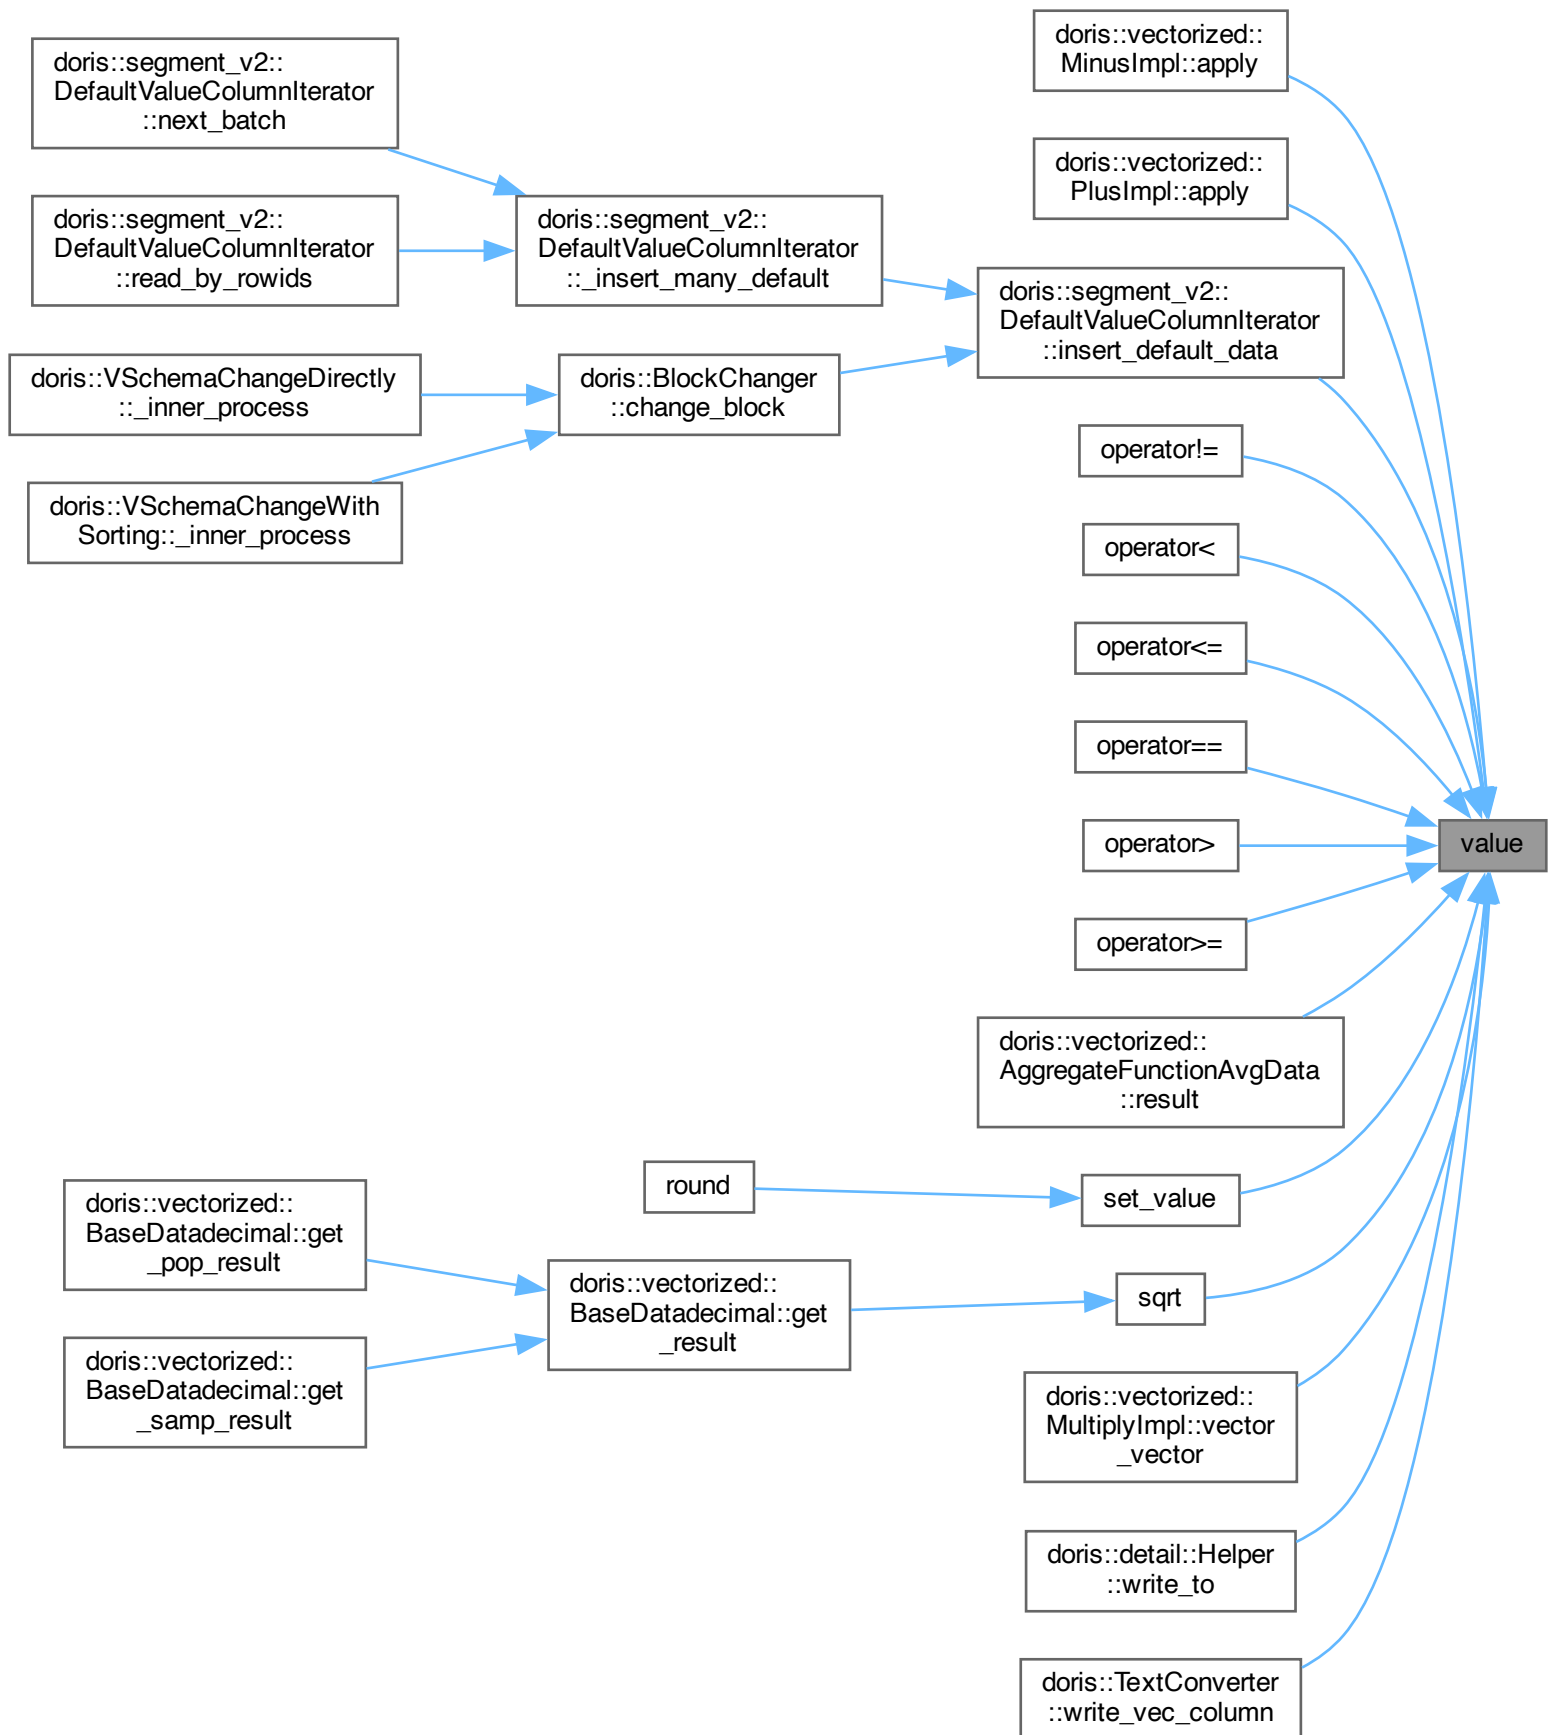 doris::segment_v2::
DefaultValueColumnIterator
::next_batch
doris::segment_v2::
DefaultValueColumnIterator
::read_by_rowids
doris::VSchemaChangeDirectly
::_inner_process
doris::VSchemaChangeWith
Sorting::_inner_process
doris::segment_v2::
DefaultValueColumnIterator
::_insert_many_default
doris::BlockChanger
::change_block
doris::vectorized::
MinusImpl::apply
doris::vectorized::
PlusImpl::apply
doris::segment_v2::
DefaultValueColumnIterator
::insert_default_data
operator!=
operator<
operator<=
operator==
operator>
operator>=
value
doris::vectorized::
AggregateFunctionAvgData
::result
round
set_value
doris::vectorized::
BaseDatadecimal::get
_pop_result
doris::vectorized::
BaseDatadecimal::get
_samp_result
doris::vectorized::
BaseDatadecimal::get
_result
sqrt
doris::vectorized::
MultiplyImpl::vector
_vector
doris::detail::Helper
::write_to
doris::TextConverter
::write_vec_column